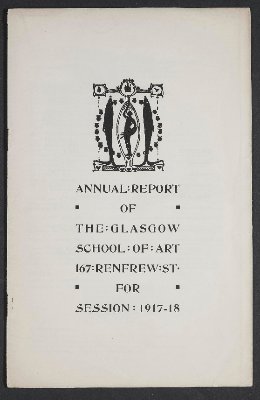 ANNUAL:REPORT
OF
THE:GLASGOW
SCHOOL:OF:ART
167:RENFREW:ST·
FOR
SESSION:1917-18